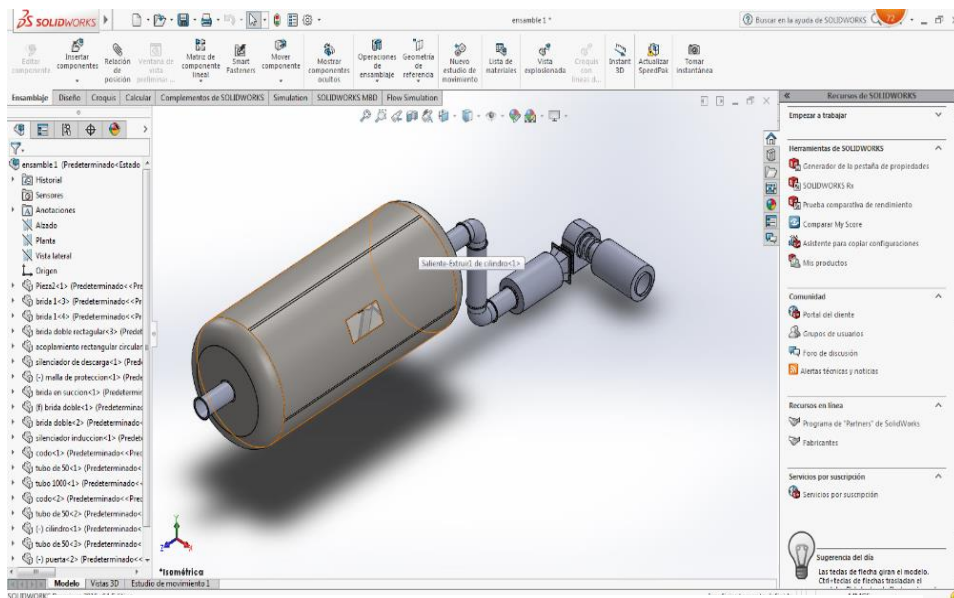 SOLIDWORKS
ensamble 1 *
Buscar en la ayuda de SOLIDWORKS
72
Editar componente
Insertar componentes
Relación de posición
Ventana de vista preliminar ...
Matriz de componente lineal
Smart Fasteners
Mover componente
Mostrar componentes ocultos
Operaciones de ensamblaje
Geometría de referencia
Nuevo estudio de movimiento
Lista de materiales
Vista explosionada
Croquis con líneas d...
Instant 3D
Actualizar SpeedPak
Tomar instantánea
Ensamblaje Diseño Croquis Calcular Complementos de SOLIDWORKS Simulation SOLIDWORKS MBD Flow Simulation
ensamble 1 (Predeterminado<Estado
Historial
Sensores
Anotaciones
Alzado
Planta
Vista lateral
Origen
Pieza2<1> (Predeterminado<<Pre
brida 1<3> (Predeterminado<<Pr
brida 1<4> (Predeterminado<<Pr
brida doble rectagular<3> (Predet
acoplamiento rectangular circular
silenciador de descarga<1> (Pred
(-) malla de proteccion<1> (Prede
brida en succion<1> (Predetermin
(f) brida doble<1> (Predeterminad
brida doble<2> (Predeterminado<
silenciador induccion<1> (Predet
codo<1> (Predeterminado<<Pred
tubo de 50<1> (Predeterminado<
tubo 1000<1> (Predeterminado<
codo<2> (Predeterminado<<Pred
tubo de 50<2> (Predeterminado<
(-) cilindro<1> (Predeterminado<
tubo de 50<3> (Predeterminado<
(-) puerta<2> (Predeterminado<<
Saliente-Extruir1 de cilindro<1>
Y
Z
X
*Isométrica
Modelo Vistas 3D Estudio de movimiento 1
Recursos de SOLIDWORKS
Empezar a trabajar
Herramientas de SOLIDWORKS
Generador de la pestaña de propiedades
SOLIDWORKS Rx
Prueba comparativa de rendimiento
Comparar My Score
Asistente para copiar configuraciones
Mis productos
Comunidad
Portal del cliente
Grupos de usuarios
Foro de discusión
Alertas técnicas y noticias
Recursos en línea
Programa de "Partners" de SolidWorks
Fabricantes
Servicios por suscripción
Servicios por suscripción
Sugerencia del día
Las teclas de flecha giran el modelo.
Ctrl+teclas de flechas trasladan el